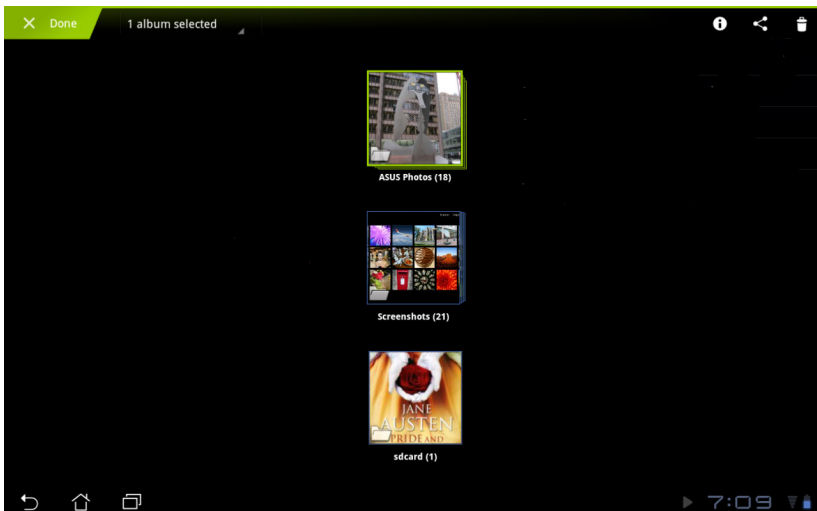 Done
1 album selected
ASUS Photos (18)
Screenshots (21)
JANE
AUSTEN
PRIDE AND
sdcard (1)
7:09